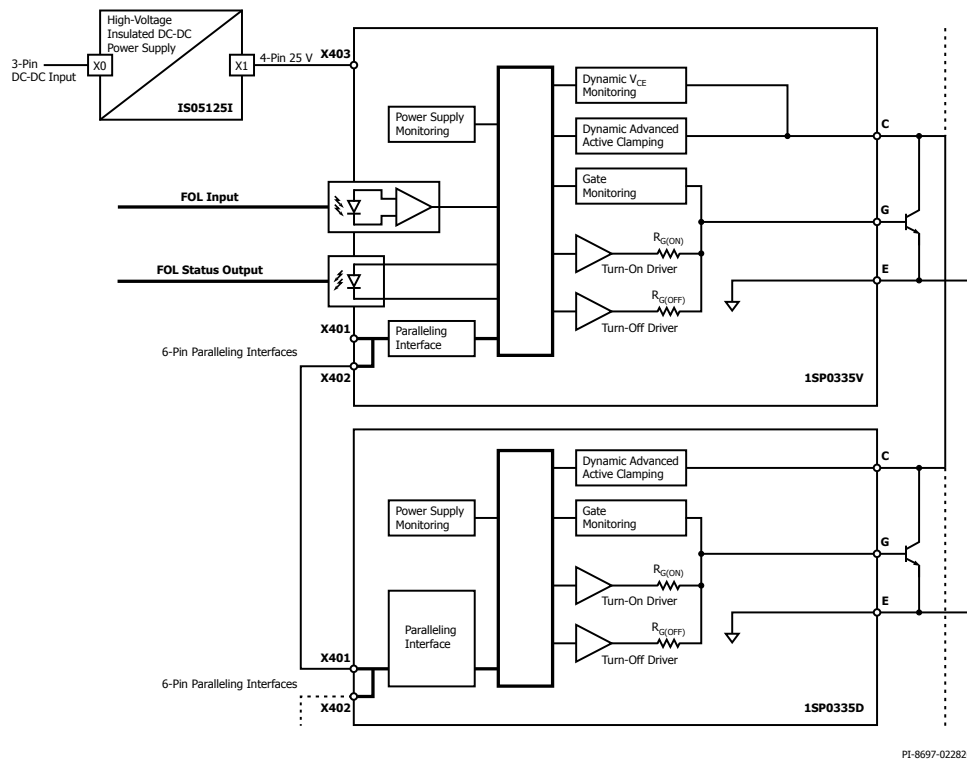 High-Voltage
Insulated DC-DC
Power Supply
3-Pin
DC-DC Input
X0
X1
4-Pin 25 V
X403
IS05125I
Dynamic VCE
Monitoring
Power Supply
Monitoring
Dynamic Advanced
Active Clamping
C
Gate
Monitoring
FOL Input
G
RG(ON)
Turn-On Driver
FOL Status Output
E
RG(OFF)
Turn-Off Driver
X401
Paralleling
Interface
6-Pin Paralleling Interfaces
X402
1SP0335V
Dynamic Advanced
Active Clamping
C
Power Supply
Monitoring
Gate
Monitoring
G
RG(ON)
Turn-On Driver
E
Paralleling
Interface
RG(OFF)
Turn-Off Driver
X401
6-Pin Paralleling Interfaces
X402
1SP0335D
PI-8697-02282